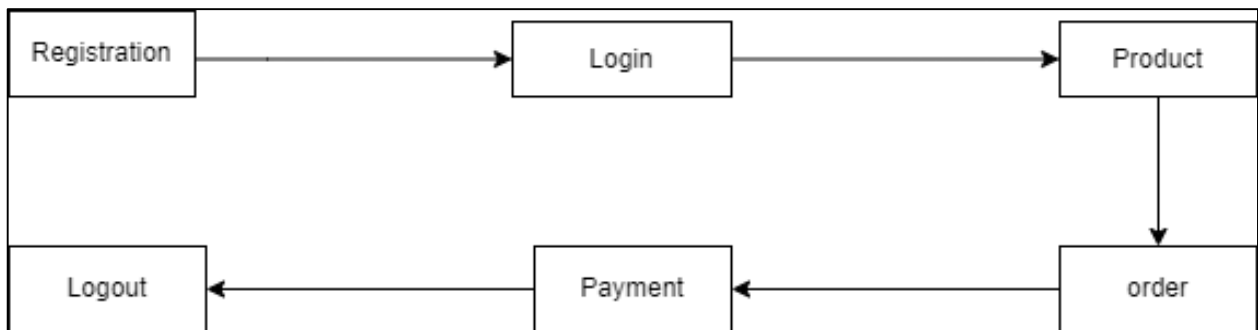 Registration
Login
Product
Logout
Payment
order